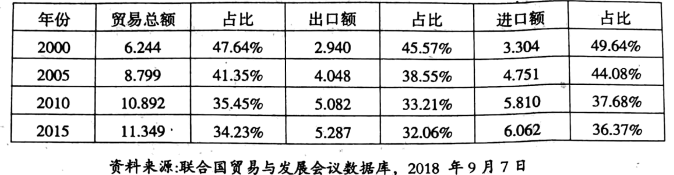 年份 贸易总额 占比 出口额 占比 进口额 占比
2000 6.244 47.64% 2.940 45.57% 3.304 49.64%
2005 8.799 41.35% 4.048 38.55% 4.751 44.08%
2010 10.892 35.45% 5.082 33.21% 5.810 37.68%
2015 11.349 34.23% 5.287 32.06% 6.062 36.37%
资料来源:联合国贸易与发展会议数据库，2018 年9月7日